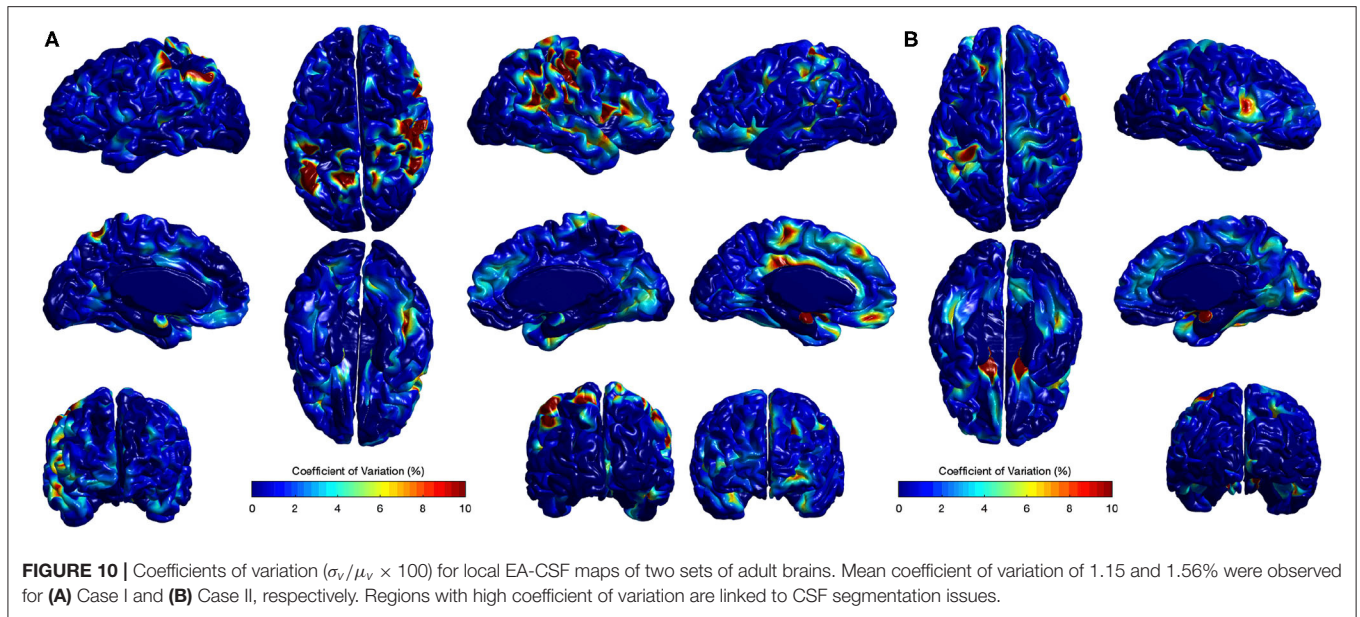 A
B
Coefficient of Variation (%)
0 2 4 6 8 10
Coefficient of Variation (%)
0 2 4 6 8 10
FIGURE 10 | Coefficients of variation (σᵥ/μᵥ × 100) for local EA-CSF maps of two sets of adult brains. Mean coefficient of variation of 1.15 and 1.56% were observed
for (A) Case I and (B) Case II, respectively. Regions with high coefficient of variation are linked to CSF segmentation issues.